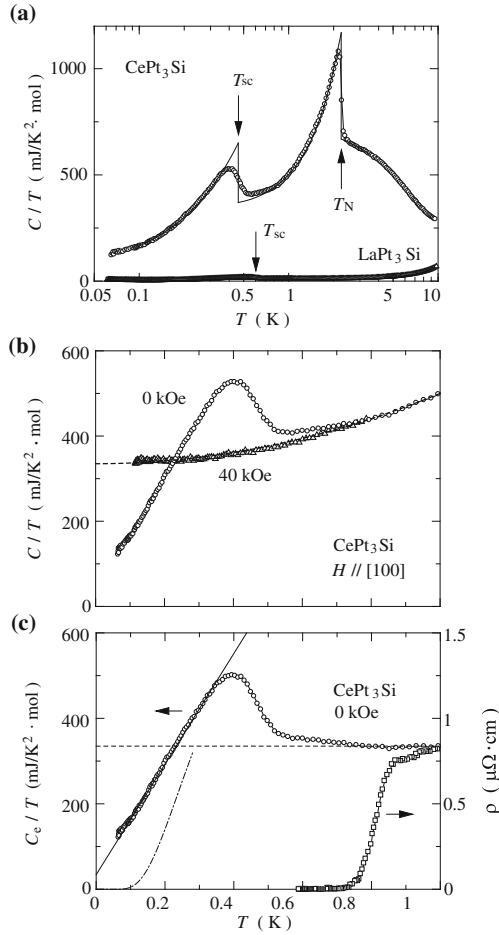 (a)
1000
500
0
C / T ( mJ/K²· mol)
CePt₃Si
Tsc
TN
Tsc
LaPt₃Si
0.05 0.1 0.5 1 5 10
T ( K )
(b)
600
400
200
0
C / T ( mJ/K²· mol)
0 kOe
40 kOe
CePt₃Si
H // [100]
(c)
600
400
200
0
Cₑ / T (mJ/K²· mol)
CePt₃Si
0 kOe
1.5
1
0.5
0
ρ ( μΩ·cm)
0 0.2 0.4 0.6 0.8 1
T ( K )